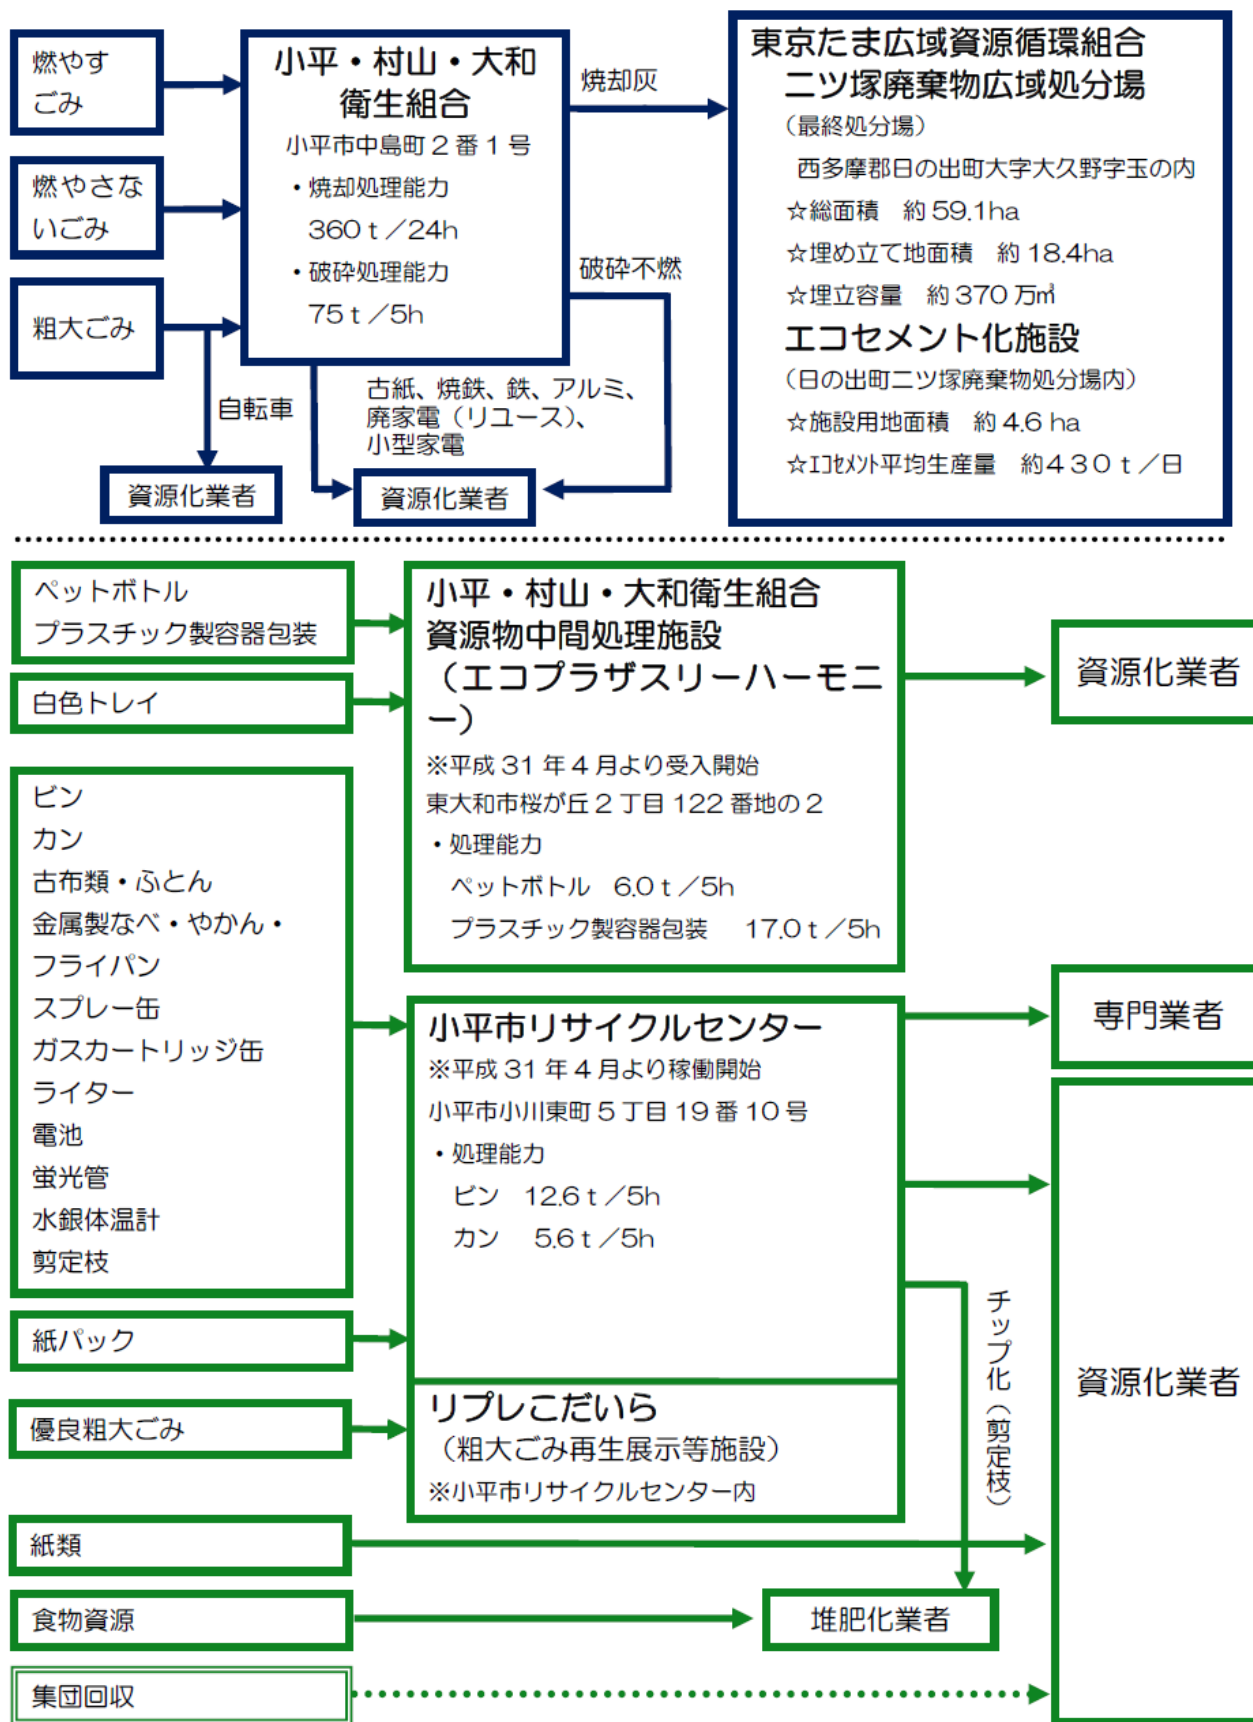 燃やす
ごみ
燃やさな
いごみ
粗大ごみ
自転車
資源化業者
小平・村山・大和
衛生組合
小平市中島町2番1号
・焼却処理能力
360t/24h
・破砕処理能力
75t/5h
焼却灰
破砕不燃
古紙、焼鉄、鉄、アルミ、
廃家電(リユース)、
小型家電
資源化業者
東京たま広域資源循環組合
二ツ塚廃棄物広域処分場
(最終処分場)
西多摩郡日の出町大字大久野字玉の内
☆総面積 約59.1ha
☆埋め立て地面積 約18.4ha
☆埋立容量 約370万㎥
エコセメント化施設
(日の出町二ツ塚廃棄物処分場内)
☆施設用地面積 約4.6 ha
☆エコセメント平均生産量 約430t/日
ペットボトル
プラスチック製容器包装
白色トレイ
小平・村山・大和衛生組合
資源物中間処理施設
(エコプラザスリーハーモニ
ー)
※平成31年4月より受入開始
東大和市桜が丘2丁目122番地の2
・処理能力
ペットボトル 6.0t/5h
プラスチック製容器包装 17.0t/5h
資源化業者
ビン
カン
古布類・ふとん
金属製なべ・やかん・
フライパン
スプレー缶
ガスカートリッジ缶
ライター
電池
蛍光管
水銀体温計
剪定枝
紙パック
優良粗大ごみ
小平市リサイクルセンター
※平成31年4月より稼働開始
小平市小川東町5丁目19番10号
・処理能力
ビン 12.6t/5h
カン 5.6t/5h
リプレこだいら
(粗大ごみ再生展示等施設)
※小平市リサイクルセンター内
専門業者
チップ化(剪定枝)
資源化業者
紙類
食物資源
堆肥化業者
集団回収